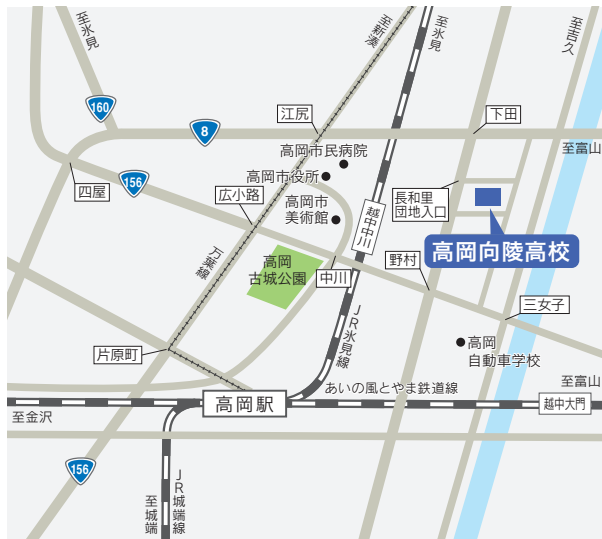 至氷見
至新湊
至氷見
至吉久
160
8
江尻
下田
至富山
高岡市民病院
高岡市役所
156
四屋
広小路
高岡市
美術館
越中中川
長和里
団地入口
高岡向陵高校
万葉線
高岡
古城公園
中川
野村
三女子
JR氷見線
高岡
自動車学校
片原町
あいの風とやま鉄道線
至富山
高岡駅
越中大門
至金沢
156
JR城端線
至城端